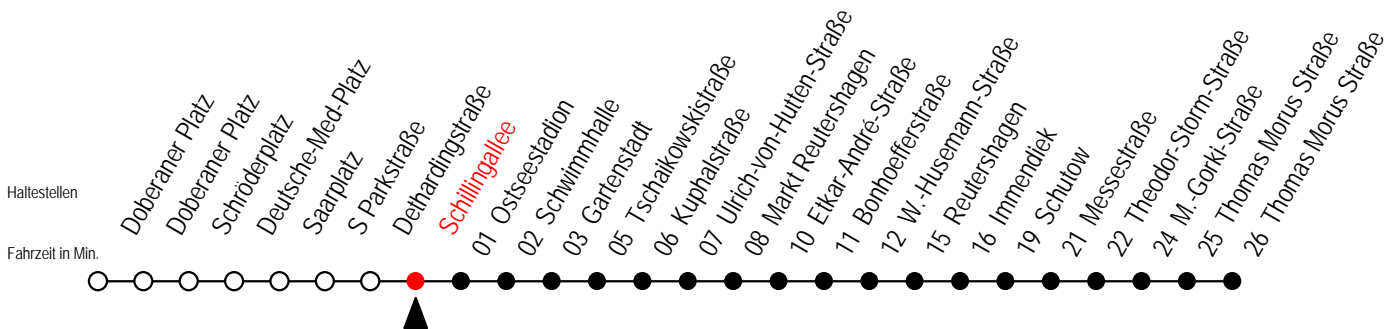 Haltestellen
Fahrzeit in Min.
Doberaner Platz
Doberaner Platz
Schröderplatz
Deutsche-Med-Platz
Saarplatz
S Parkstraße
Dethardingstraße
Schillingallee
01 Ostseestadion
02 Schwimmhalle
03 Gartenstadt
05 Tschaikowskistraße
06 Kuphalstraße
07 Ulrich-von-Hutten-Straße
08 Markt Reutershagen
10 Etkar-André-Straße
11 Bonhoefferstraße
12 W.-Husemann-Straße
15 Reutershagen
16 Immendiek
19 Schutow
21 Messestraße
22 Theodor-Storm-Straße
24 M.-Gorki-Straße
25 Thomas Morus Straße
26 Thomas Morus Straße